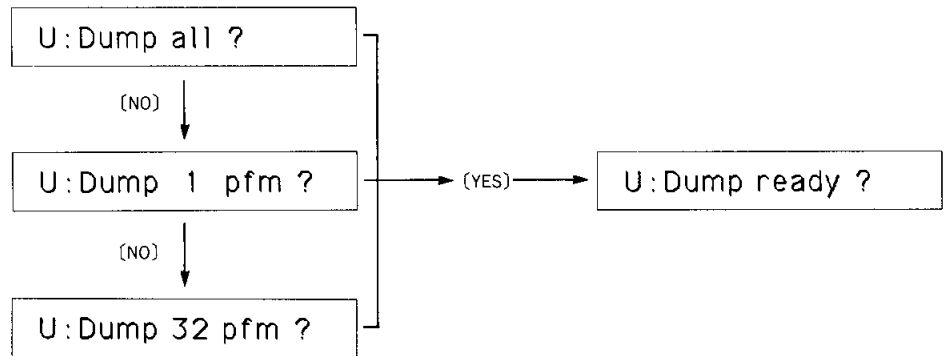 U:Dump all ?
(NO)
U:Dump 1 pfm ?
(YES)
U:Dump ready ?
(NO)
U:Dump 32 pfm ?